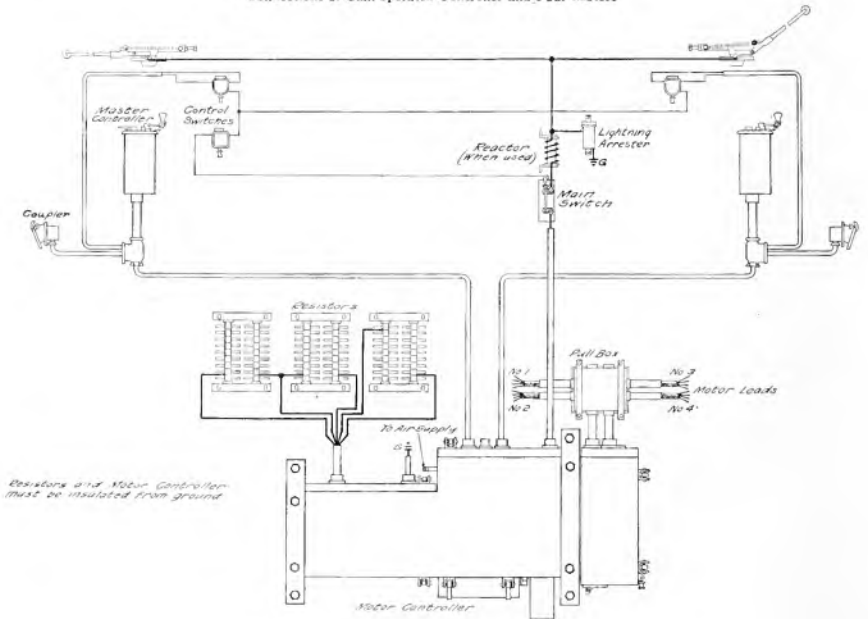 Master
Controller
Control
Switches
Reactor
(When used)
Lightning
Arrester
G
Main
Switch
Coupler
Resistors
Pull Box
No 1
No 3
Motor Leads
No 2
No 4
To Air Supply
G
Resistors and Motor Controller
must be insulated from ground
Motor Controller